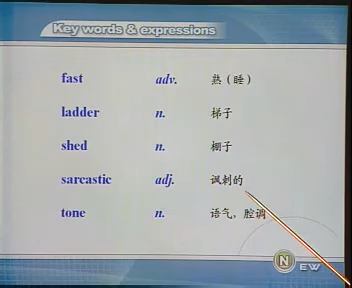 Key words & expressions
fast adv. 熟（睡）
ladder n. 梯子
shed n. 棚子
sarcastic adj. 讽刺的
tone n. 语气，腔调
N EW